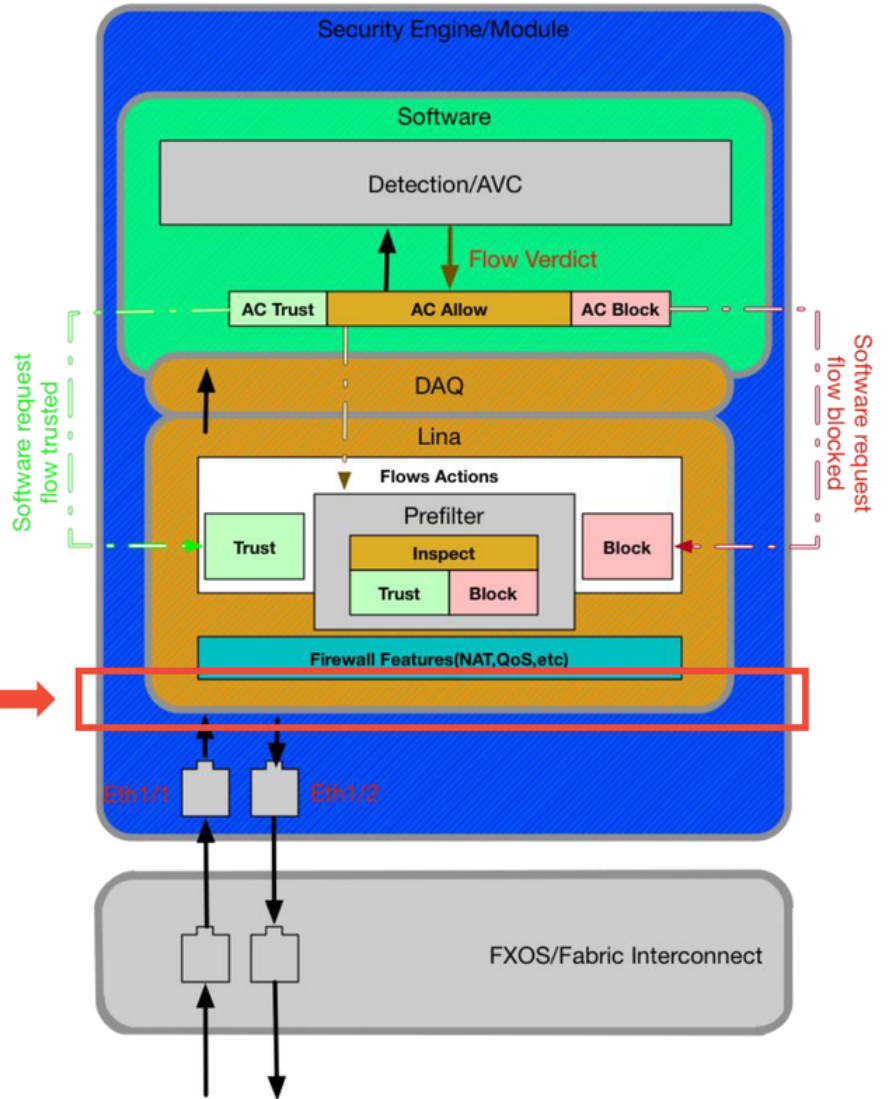 Security Engine/Module
Software
Detection/AVC
Flow Verdict
AC Trust
AC Allow
AC Block
Software request
flow trusted
Software request
flow blocked
DAQ
Lina
Flows Actions
Prefilter
Inspect
Trust
Trust
Block
Block
Firewall Features(NAT,QoS,etc)
Eth1/1
Eth1/2
FXOS/Fabric Interconnect